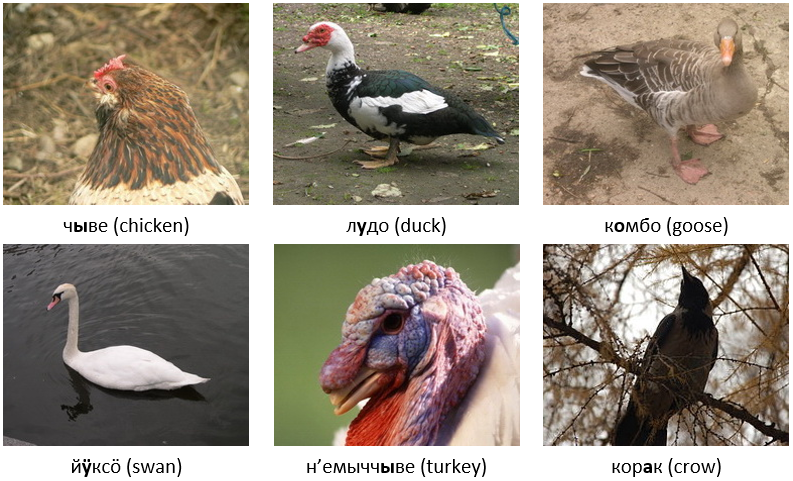 чыве (chicken)
лудо (duck)
комбо (goose)
йӱксӧ (swan)
н’емыччыве (turkey)
корак (crow)